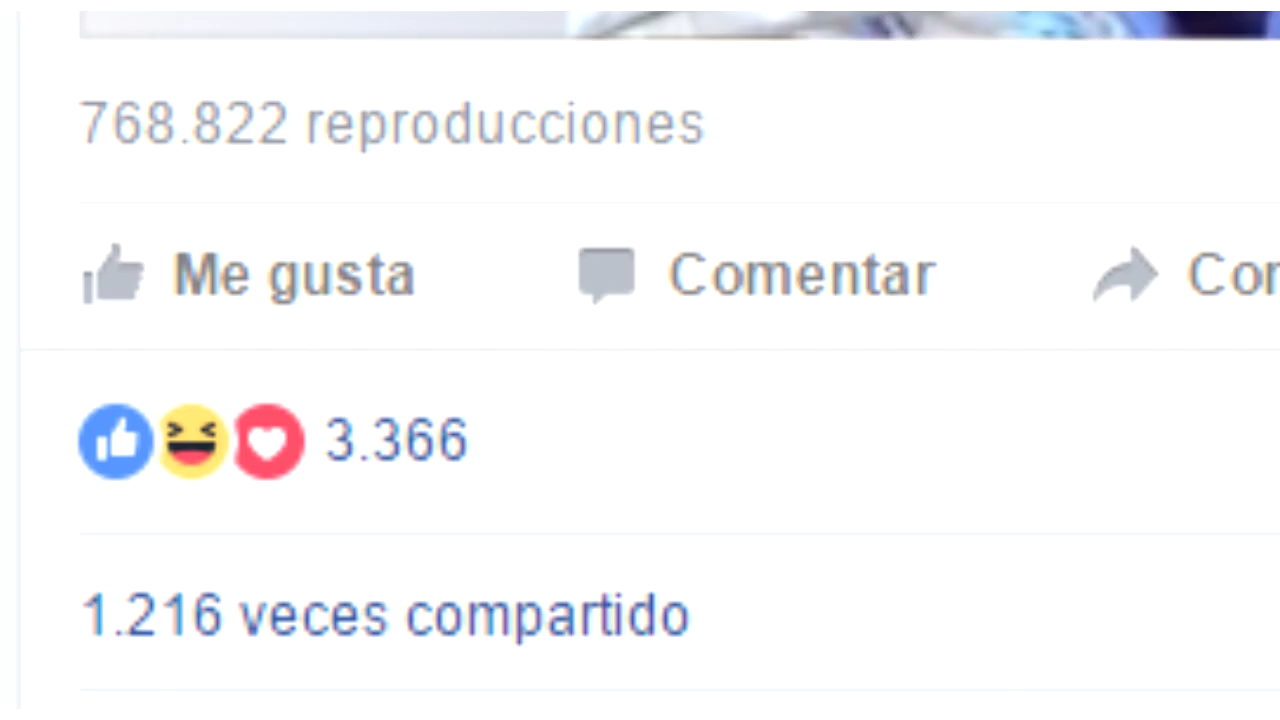 768.822 reproducciones
Me gusta Comentar
3.366
1.216 veces compartido